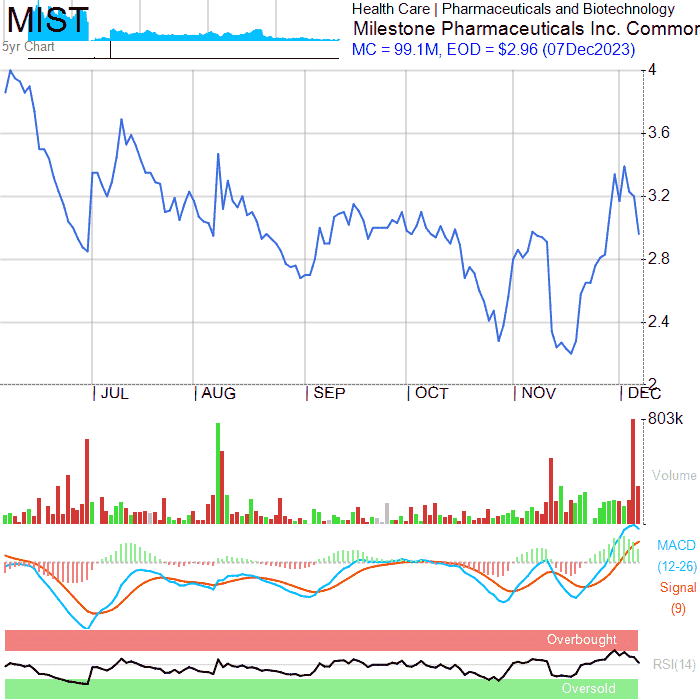 MIST
5yr Chart
Health Care | Pharmaceuticals and Biotechnology
Milestone Pharmaceuticals Inc. Common
MC = 99.1M, EOD = $2.96 (07Dec2023)
4
3.6
3.2
2.8
2.4
2
JUL AUG SEP OCT NOV DEC
803k
Volume
MACD
(12-26)
Signal
(9)
Overbought
RSI(14)
Oversold